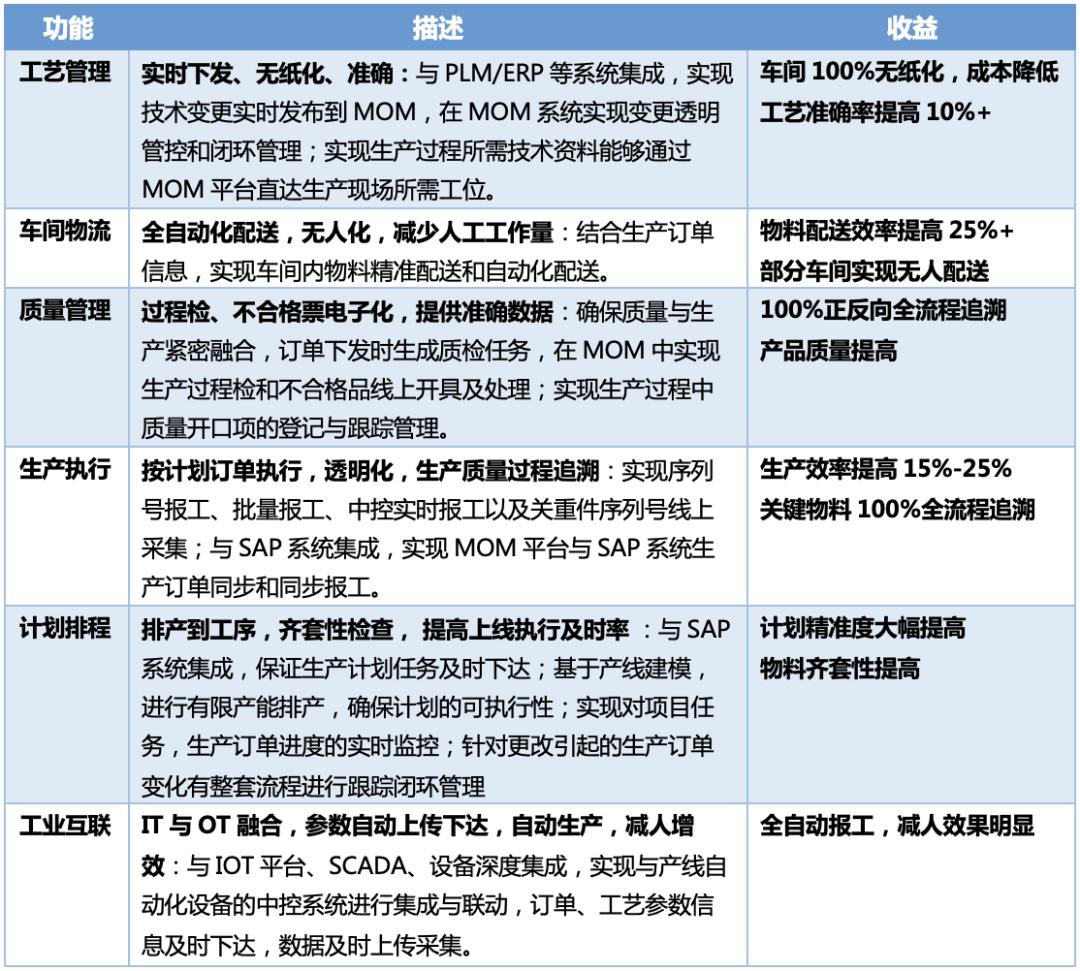 功能
描述
收益
工艺管理
实时下发、无纸化、准确：与 PLM/ERP 等系统集成，实现
技术变更实时发布到 MOM，在 MOM 系统实现变更透明
管控和闭环管理；实现生产过程所需技术资料能够通过
MOM 平台直达生产现场所需工位。
车间 100%无纸化，成本降低
工艺准确率提高 10%+
车间物流
全自动化配送，无人化，减少人工工作量：结合生产订单
信息，实现车间内物料精准配送和自动化配送。
物料配送效率提高 25%+
部分车间实现无人配送
质量管理
过程检、不合格票电子化，提供准确数据：确保质量与生
产紧密融合，订单下发时生成质检任务，在 MOM 中实现
生产过程检和不合格品线上开具及处理；实现生产过程中
质量开口项的登记与跟踪管理。
100%正反向全流程追溯
产品质量提高
生产执行
按计划订单执行，透明化，生产质量过程追溯：实现序列
号报工、批量报工、中控实时报工以及关重件序列号线上
采集；与 SAP 系统集成，实现 MOM 平台与 SAP 系统生
产订单同步和同步报工。
生产效率提高 15%-25%
关键物料 100%全流程追溯
计划排程
排产到工序，齐套性检查， 提高上线执行及时率 ：与 SAP
系统集成，保证生产计划任务及时下达；基于产线建模，
进行有限产能排产，确保计划的可执行性；实现对项目任
务，生产订单进度的实时监控；针对更改引起的生产订单
变化有整套流程进行跟踪闭环管理
计划精准度大幅提高
物料齐套性提高
工业互联
IT 与 OT 融合，参数自动上传下达，自动生产，减人增
效：与 IOT 平台、SCADA、设备深度集成，实现与产线自
动化设备的中控系统进行集成与联动，订单、工艺参数信
息及时下达，数据及时上传采集。
全自动报工，减人效果明显